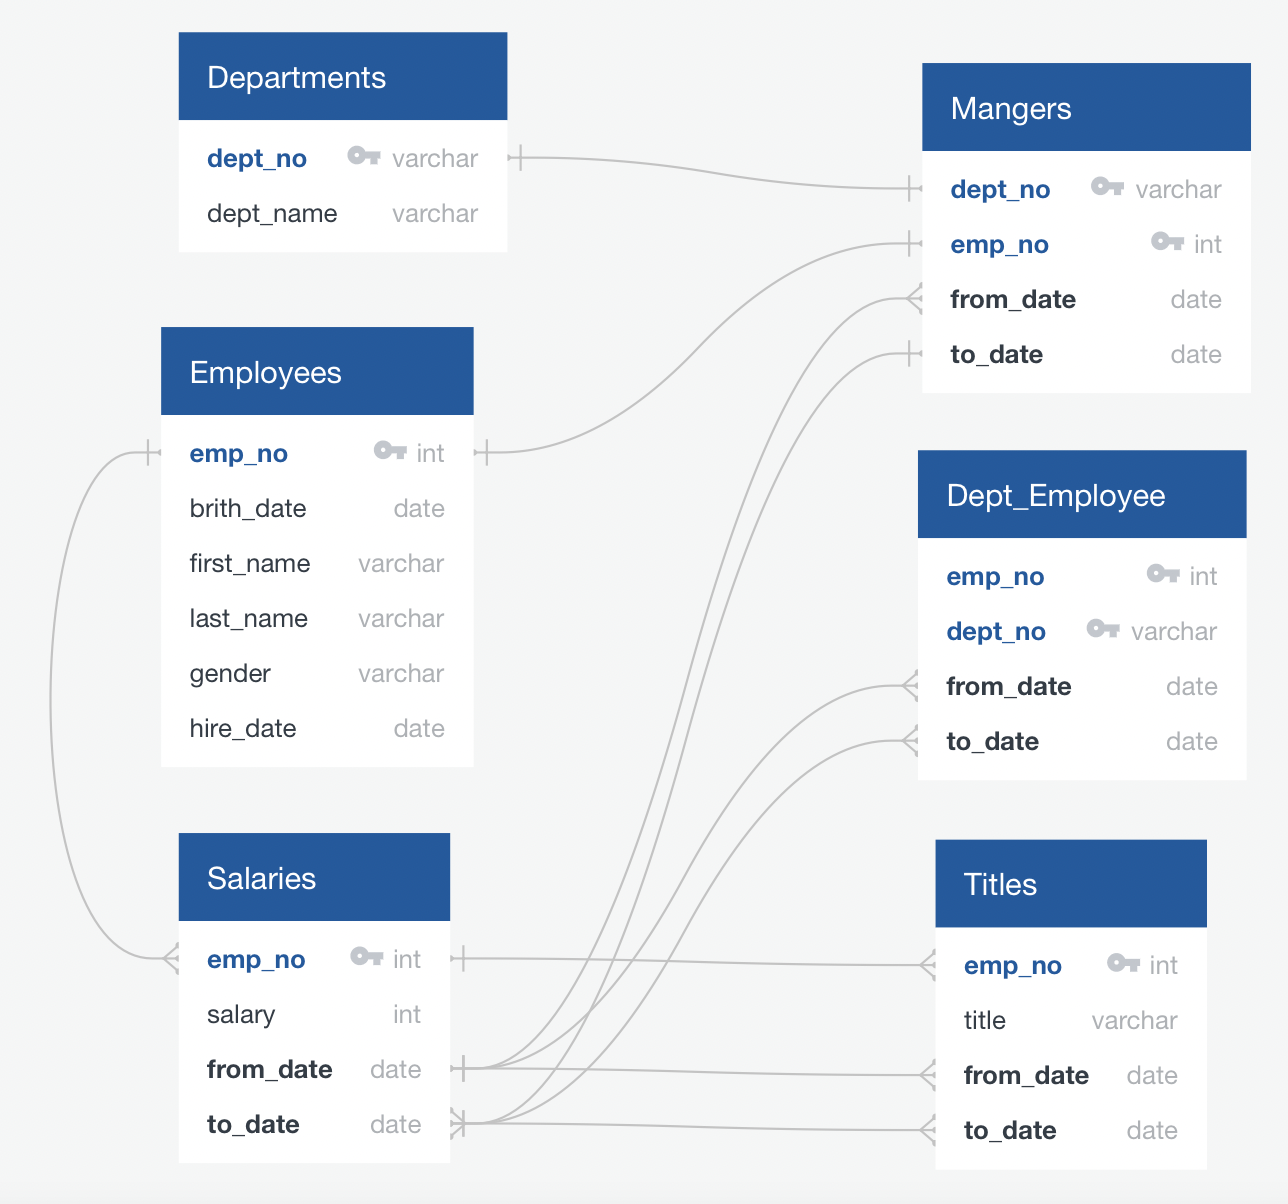 Departments
dept_no varchar
dept_name varchar
Employees
emp_no int
brith_date date
first_name varchar
last_name varchar
gender varchar
hire_date date
Salaries
emp_no int
salary int
from_date date
to_date date
Mangers
dept_no varchar
emp_no int
from_date date
to_date date
Dept_Employee
emp_no int
dept_no varchar
from_date date
to_date date
Titles
emp_no int
title varchar
from_date date
to_date date